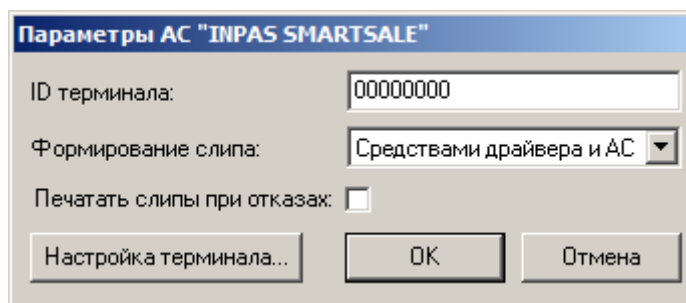 Параметры АС "INPAS SMARTSALE"
ID терминала: 00000000
Формирование слипа: Средствами драйвера и АС
Печатать слипы при отказах:
Настройка терминала... OK Отмена